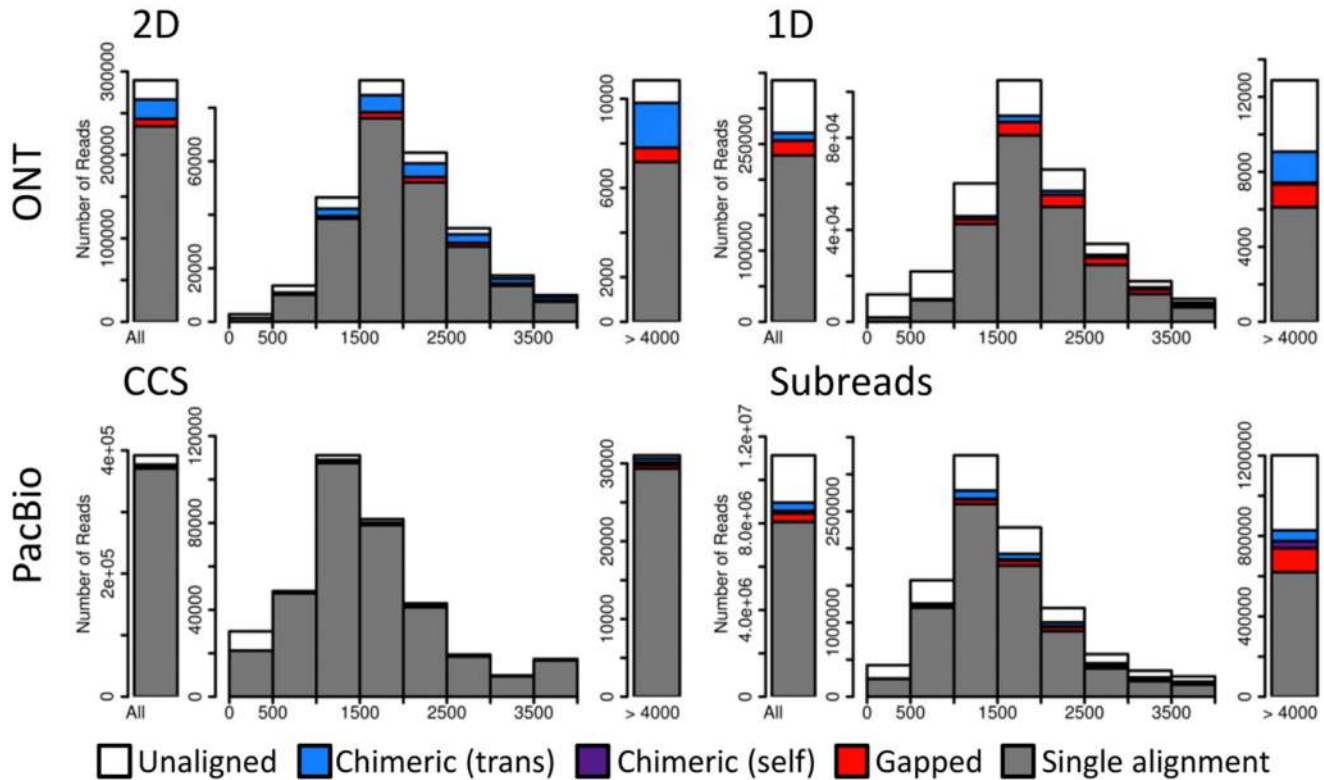 2D
1D
ONT
Number of Reads
0
100000
200000
300000
All
0
20000
60000
0
500
1500
2500
3500
0
2000
6000
10000
> 4000
Number of Reads
0
100000
250000
All
0
4e+04
8e+04
0
500
1500
2500
3500
0
4000
8000
12000
> 4000
CCS
Subreads
PacBio
Number of Reads
0
2e+05
4e+05
All
0
40000
80000
120000
0
500
1500
2500
3500
0
10000
20000
30000
> 4000
Number of Reads
0
4.0e+06
8.0e+06
1.2e+07
All
0
1000000
2500000
0
500
1500
2500
3500
0
400000
800000
1200000
> 4000
Unaligned Chimeric (trans) Chimeric (self) Gapped Single alignment